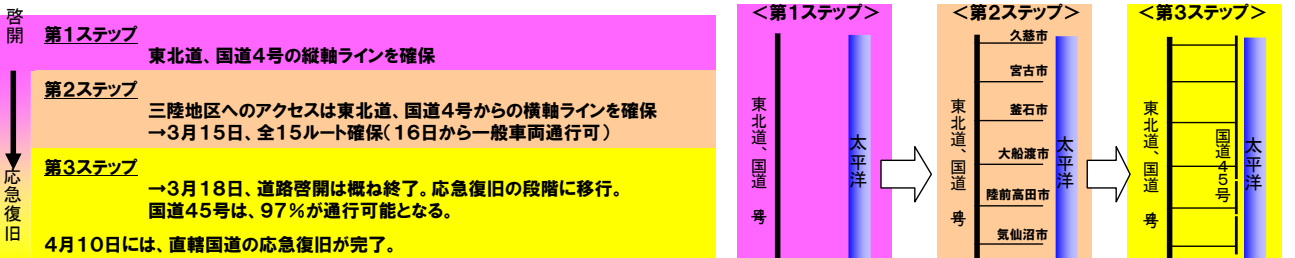 啓開
応急復旧
第1ステップ
東北道、国道4号の縦軸ラインを確保
第2ステップ
三陸地区へのアクセスは東北道、国道4号からの横軸ラインを確保
→3月15日、全15ルート確保(16日から一般車両通行可)
第3ステップ
→3月18日、道路啓開は概ね終了。応急復旧の段階に移行。
国道45号は、97%が通行可能となる。
4月10日には、直轄国道の応急復旧が完了。
<第1ステップ>
東北道、国道4号
太平洋
<第2ステップ>
久慈市
宮古市
釜石市
大船渡市
陸前高田市
気仙沼市
東北道、国道4号
太平洋
<第3ステップ>
東北道、国道4号
国道45号
太平洋